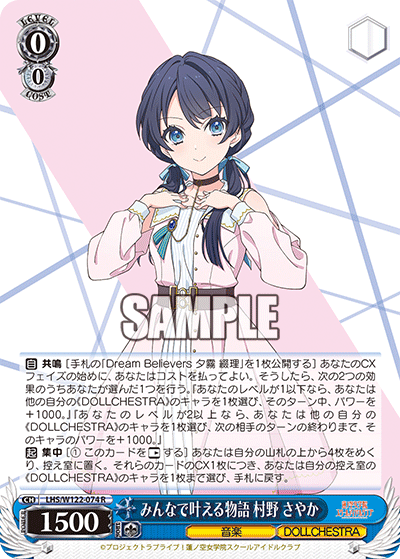 LEVEL
0
0
COST
SAMPLE
自 共鳴 [手札の「Dream Believers 夕霧 綴理」を1枚公開する] あなたのCX
フェイズの始めに、あなたはコストを払ってよい。そうしたら、次の2つの効
果のうちあなたが選んだ1つを行う。『あなたのレベルが1以下なら、あなたは
他の自分の《DOLLCHESTRA》のキャラを1枚選び、そのターン中、パワーを
+1000。』『あなたのレベルが2以上なら、あなたは他の自分の
《DOLLCHESTRA》のキャラを1枚選び、次の相手のターンの終わりまで、そ
のキャラのパワーを+1000。』
起 集中 [① このカードを レストする] あなたは自分の山札の上から4枚をめく
り、控え室に置く。それらのカードのCX1枚につき、あなたは自分の控え室の
《DOLLCHESTRA》のキャラを1枚まで選び、手札に戻す。
CH LHS/W122-074 R
みんなで叶える物語 村野 さやか
1500
音楽
DOLLCHESTRA
©プロジェクトラブライブ!蓮ノ空女学院スクールアイドルクラブ